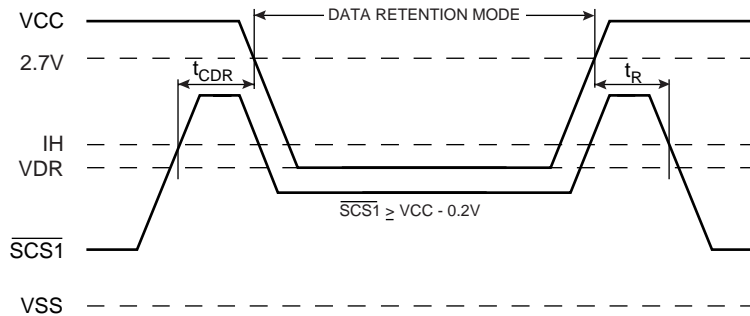 VCC
DATA RETENTION MODE
2.7V
tCDR
tR
IH
VDR
SCS1 ≥ VCC - 0.2V
SCS1
VSS